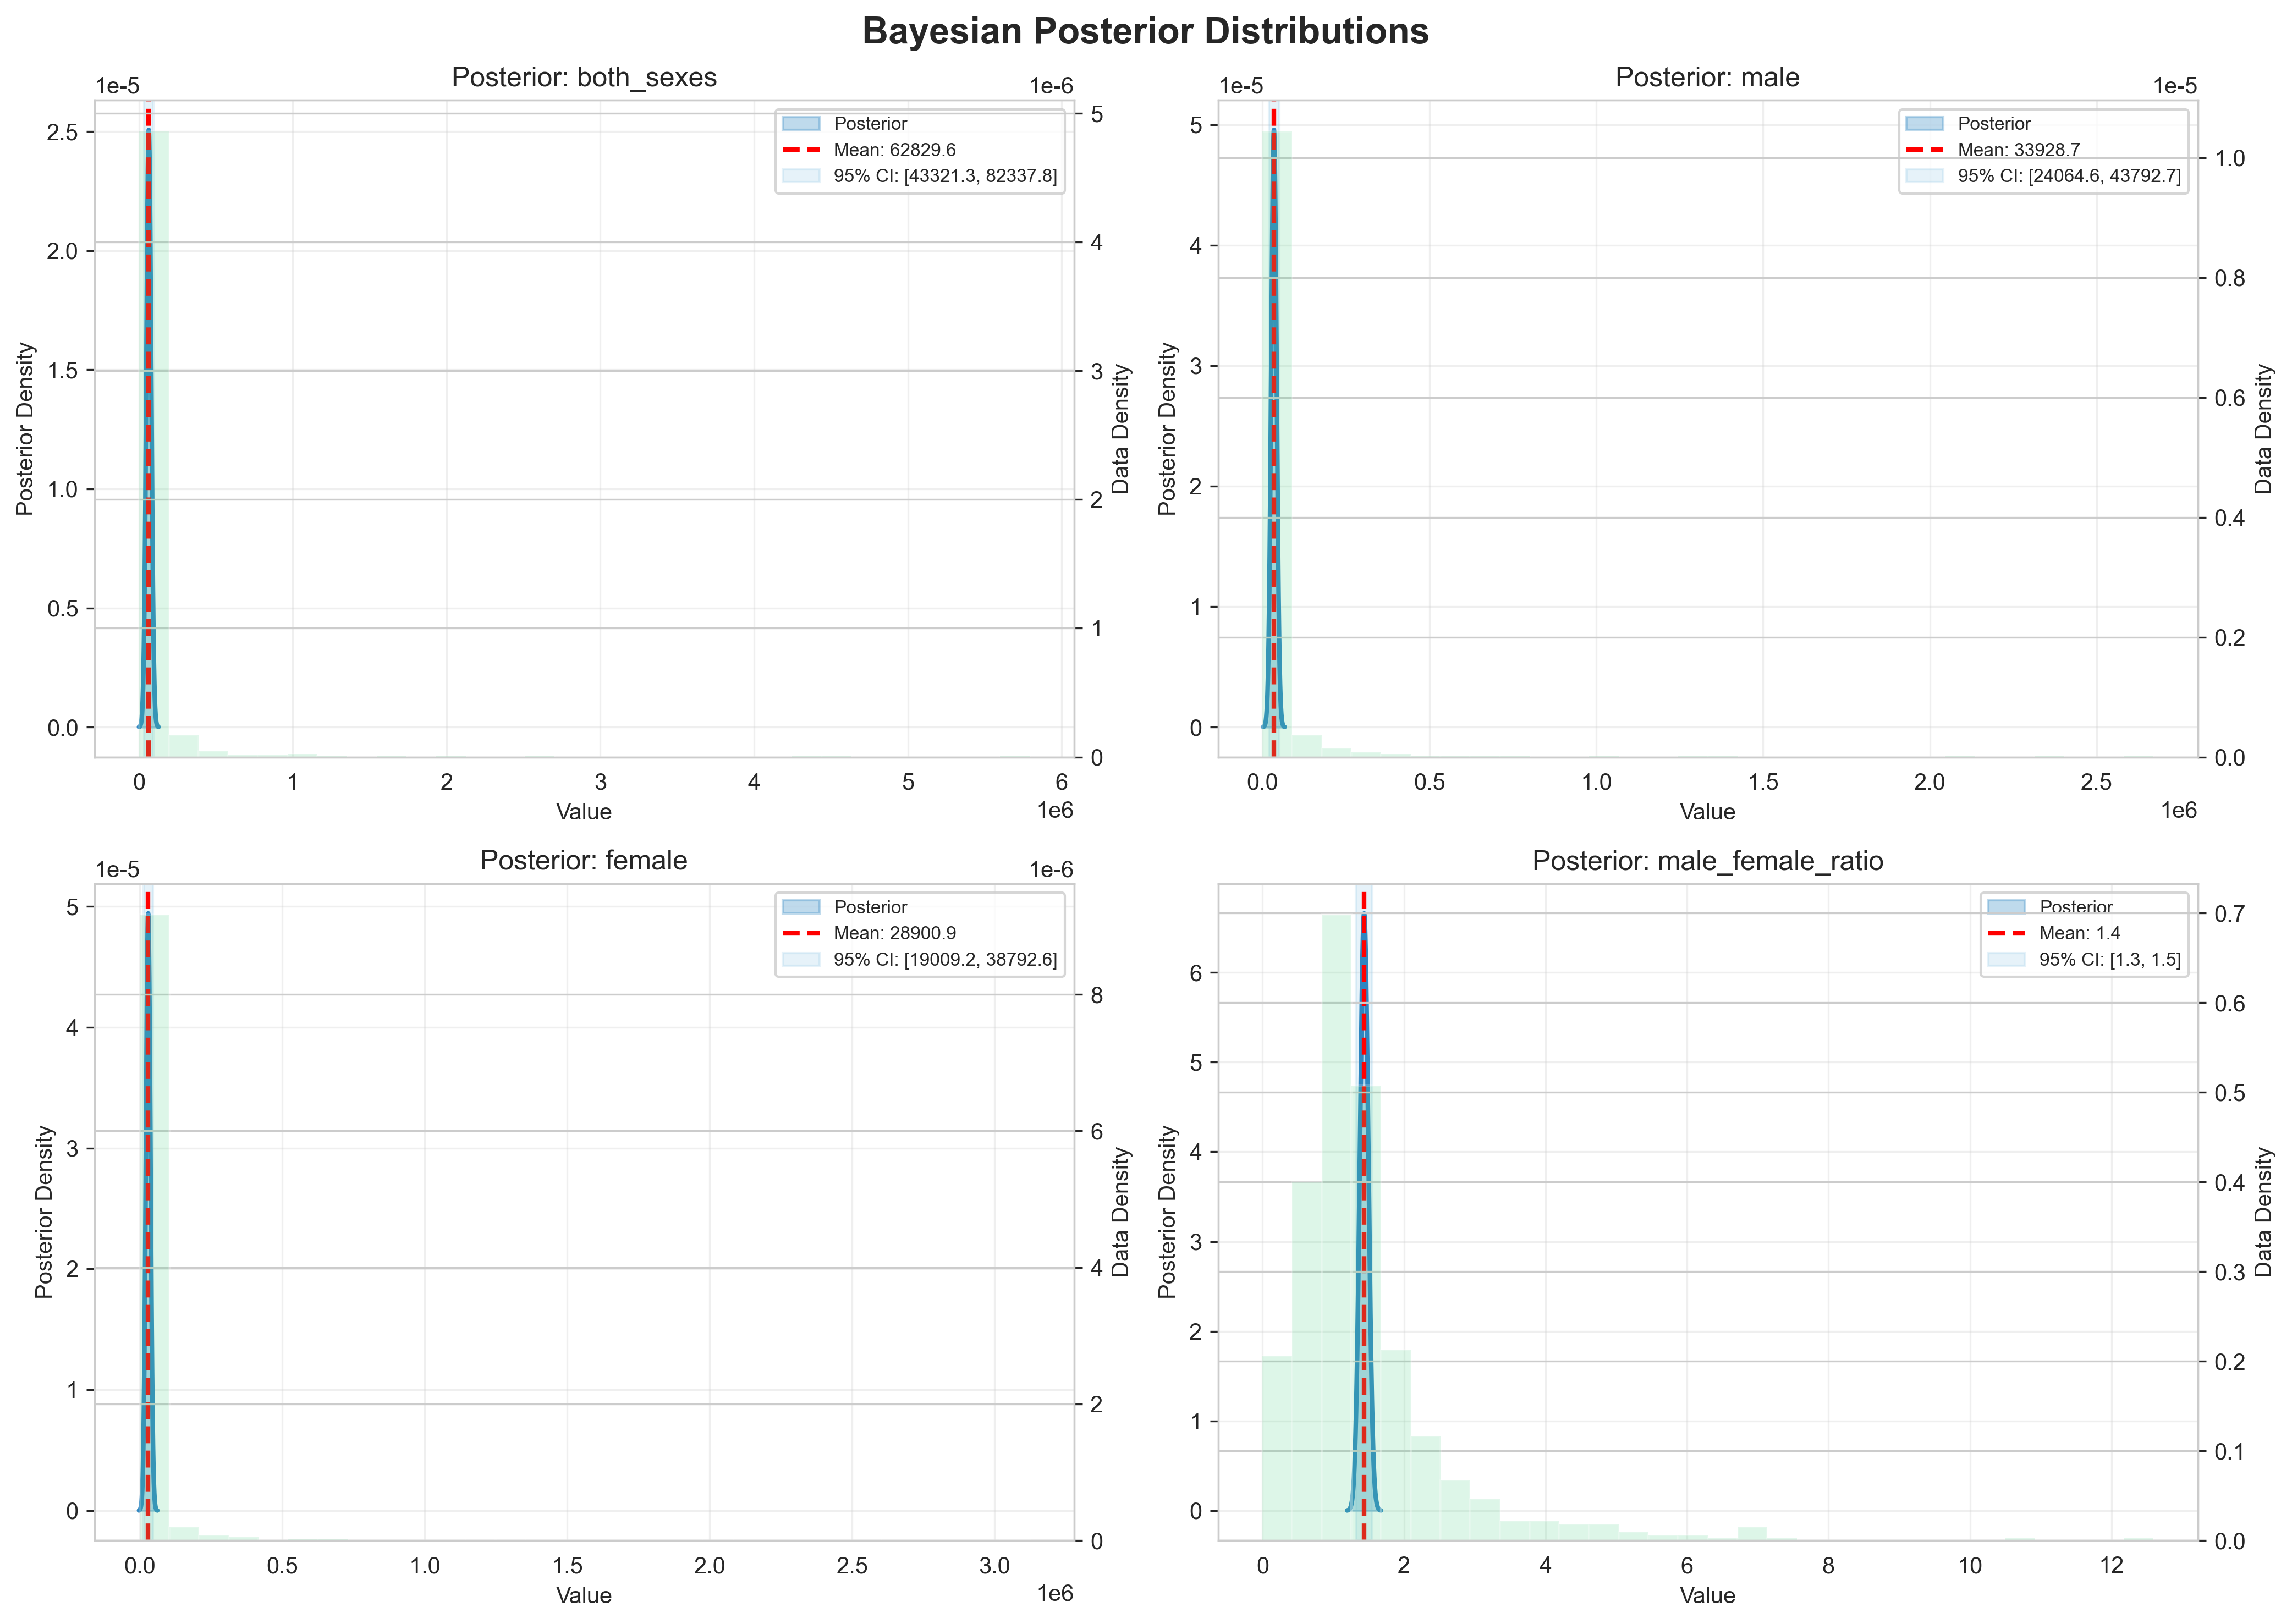 Bayesian Posterior Distributions
Posterior: both_sexes
1e-5
1e-6
Posterior
Mean: 62829.6
95% CI: [43321.3, 82337.8]
2.5
2.0
1.5
1.0
0.5
0.0
Posterior Density
5
4
3
2
1
0
Data Density
0 1 2 3 4 5 6
Value
1e6
Posterior: male
1e-5
1e-5
Posterior
Mean: 33928.7
95% CI: [24064.6, 43792.7]
5
4
3
2
1
0
Posterior Density
1.0
0.8
0.6
0.4
0.2
0.0
Data Density
0.0 0.5 1.0 1.5 2.0 2.5
Value
1e6
Posterior: female
1e-5
1e-6
Posterior
Mean: 28900.9
95% CI: [19009.2, 38792.6]
5
4
3
2
1
0
Posterior Density
8
6
4
2
0
Data Density
0.0 0.5 1.0 1.5 2.0 2.5 3.0
Value
1e6
Posterior: male_female_ratio
Posterior
Mean: 1.4
95% CI: [1.3, 1.5]
6
5
4
3
2
1
0
Posterior Density
0.7
0.6
0.5
0.4
0.3
0.2
0.1
0.0
Data Density
0 2 4 6 8 10 12
Value